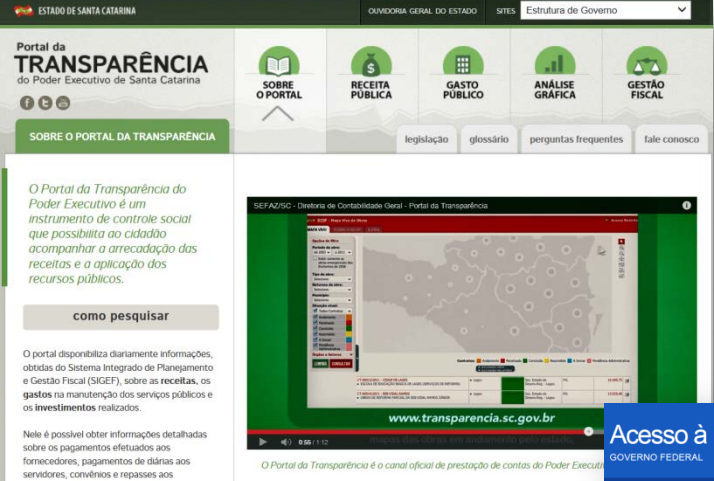 ESTADO DE SANTA CATARINA
OUVIDORIA GERAL DO ESTADO
SITES
Estrutura de Governo
Portal da
TRANSPARÊNCIA
do Poder Executivo de Santa Catarina
SOBRE
O PORTAL
RECEITA
PÚBLICA
GASTO
PÚBLICO
ANÁLISE
GRÁFICA
GESTÃO
FISCAL
SOBRE O PORTAL DA TRANSPARÊNCIA
legislação
glossário
perguntas frequentes
fale conosco
O Portal da Transparência do
Poder Executivo é um
instrumento de controle social
que possibilita ao cidadão
acompanhar a arrecadação das
receitas e a aplicação dos
recursos públicos.
como pesquisar
O portal disponibiliza diariamente informações,
obtidas do Sistema Integrado de Planejamento
e Gestão Fiscal (SIGEF), sobre as receitas, os
gastos na manutenção dos serviços públicos e
os investimentos realizados.
Nele é possível obter informações detalhadas
sobre os pagamentos efetuados aos
fornecedores, pagamentos de diárias aos
servidores, convênios e repasses aos
SEFAZ/SC - Diretoria de Contabilidade Geral - Portal da Transparência
www.transparencia.sc.gov.br
0:55 / 1:12
mapas das obras em andamento pelo estado.
O Portal da Transparência é o canal oficial de prestação de contas do Poder
Acesso à
GOVERNO FEDERAL